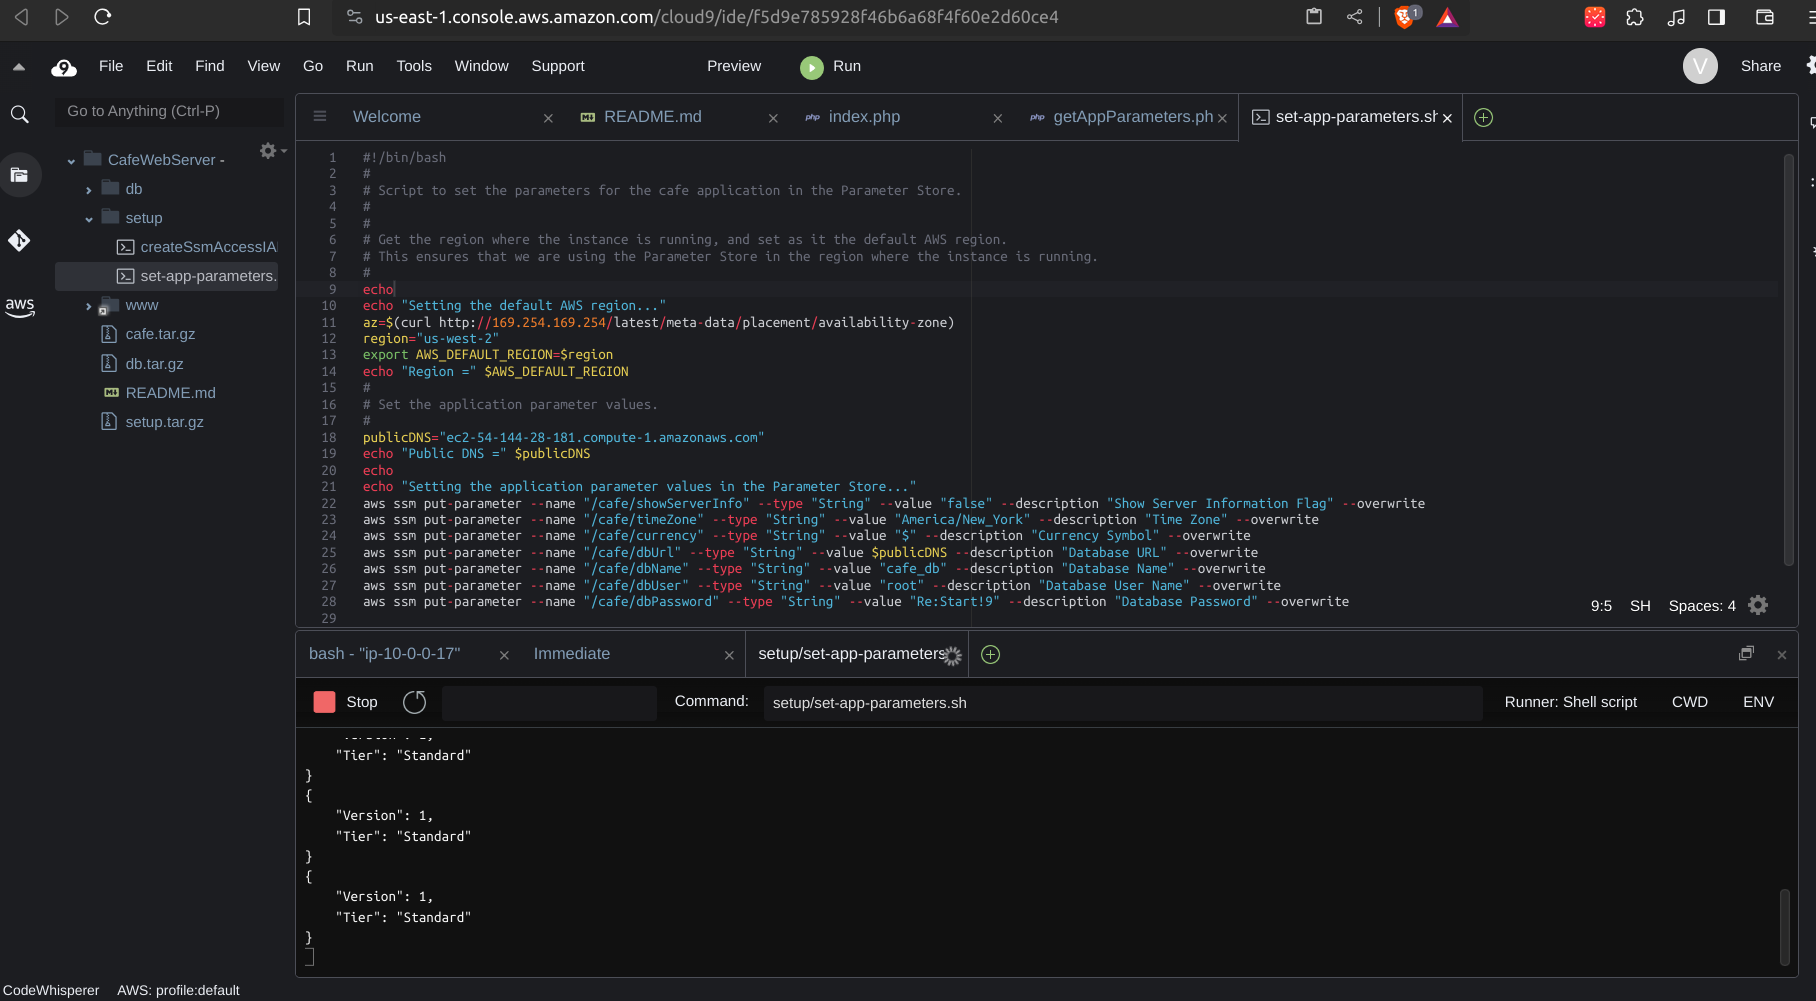 us-east-1.console.aws.amazon.com/cloud9/ide/f5d9e785928f46b6a68f4f60e2d60ce4
1
9 File Edit Find View Go Run Tools Window Support Preview Run V Share
Go to Anything (Ctrl-P)
Welcome README.md index.php getAppParameters.ph set-app-parameters.sh
CafeWebServer -
db
setup
createSsmAccessIA
set-app-parameters.
www
cafe.tar.gz
db.tar.gz
README.md
setup.tar.gz
aws
1 #!/bin/bash
2 #
3 # Script to set the parameters for the cafe application in the Parameter Store.
4 #
5 #
6 # Get the region where the instance is running, and set as it the default AWS region.
7 # This ensures that we are using the Parameter Store in the region where the instance is running.
8 #
9 echo
10 echo "Setting the default AWS region..."
11 az=$(curl http://169.254.169.254/latest/meta-data/placement/availability-zone)
12 region="us-west-2"
13 export AWS_DEFAULT_REGION=$region
14 echo "Region =" $AWS_DEFAULT_REGION
15 #
16 # Set the application parameter values.
17 #
18 publicDNS="ec2-54-144-28-181.compute-1.amazonaws.com"
19 echo "Public DNS =" $publicDNS
20 echo
21 echo "Setting the application parameter values in the Parameter Store..."
22 aws ssm put-parameter --name "/cafe/showServerInfo" --type "String" --value "false" --description "Show Server Information Flag" --overwrite
23 aws ssm put-parameter --name "/cafe/timeZone" --type "String" --value "America/New_York" --description "Time Zone" --overwrite
24 aws ssm put-parameter --name "/cafe/currency" --type "String" --value "$" --description "Currency Symbol" --overwrite
25 aws ssm put-parameter --name "/cafe/dbUrl" --type "String" --value $publicDNS --description "Database URL" --overwrite
26 aws ssm put-parameter --name "/cafe/dbName" --type "String" --value "cafe_db" --description "Database Name" --overwrite
27 aws ssm put-parameter --name "/cafe/dbUser" --type "String" --value "root" --description "Database User Name" --overwrite
28 aws ssm put-parameter --name "/cafe/dbPassword" --type "String" --value "Re:Start!9" --description "Database Password" --overwrite
29
9:5 SH Spaces: 4
bash - "ip-10-0-0-17" Immediate setup/set-app-parameters
Stop Command: setup/set-app-parameters.sh Runner: Shell script CWD ENV
"Tier": "Standard"
}
{
"Version": 1,
"Tier": "Standard"
}
{
"Version": 1,
"Tier": "Standard"
}
CodeWhisperer AWS: profile:default